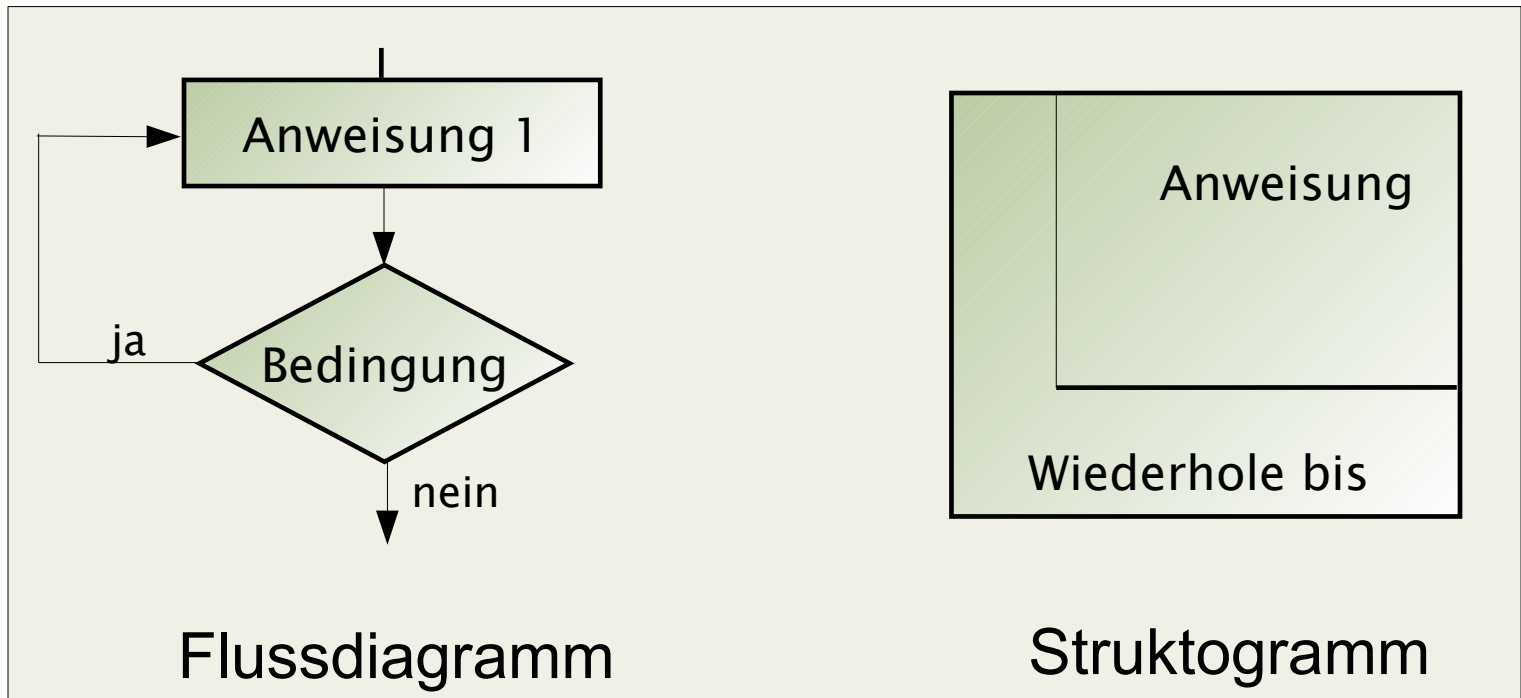 Anweisung 1
ja
Bedingung
nein
Flussdiagramm
Anweisung
Wiederhole bis
Struktogramm